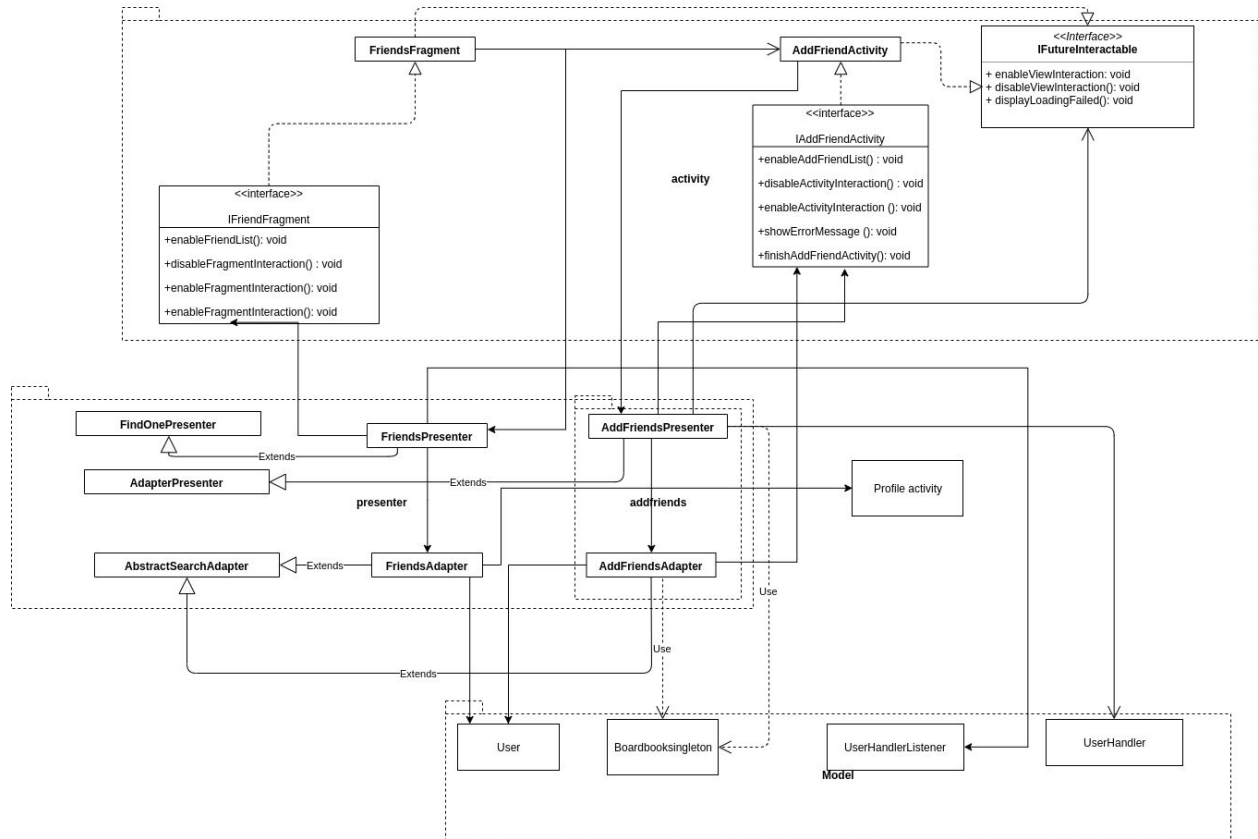 FriendsFragment
AddFriendActivity
<<Interface>>
IFutureInteractable
+ enableViewInteraction: void
+ disableViewInteraction(): void
+ displayLoadingFailed(): void
<<interface>>
IAddFriendActivity
+enableAddFriendList() : void
+disableActivityInteraction() : void
+enableActivityInteraction (): void
+showErrorMessage (): void
+finishAddFriendActivity(): void
activity
<<interface>>
IFriendFragment
+enableFriendList(): void
+disableFragmentInteraction() : void
+enableFragmentInteraction(): void
+enableFragmentInteraction(): void
FindOnePresenter
FriendsPresenter
AddFriendsPresenter
Extends
AdapterPresenter
Extends
Profile activity
presenter
addfriends
AbstractSearchAdapter
Extends
FriendsAdapter
AddFriendsAdapter
Use
Use
Extends
User
Boardbooksingleton
UserHandlerListener
UserHandler
Model